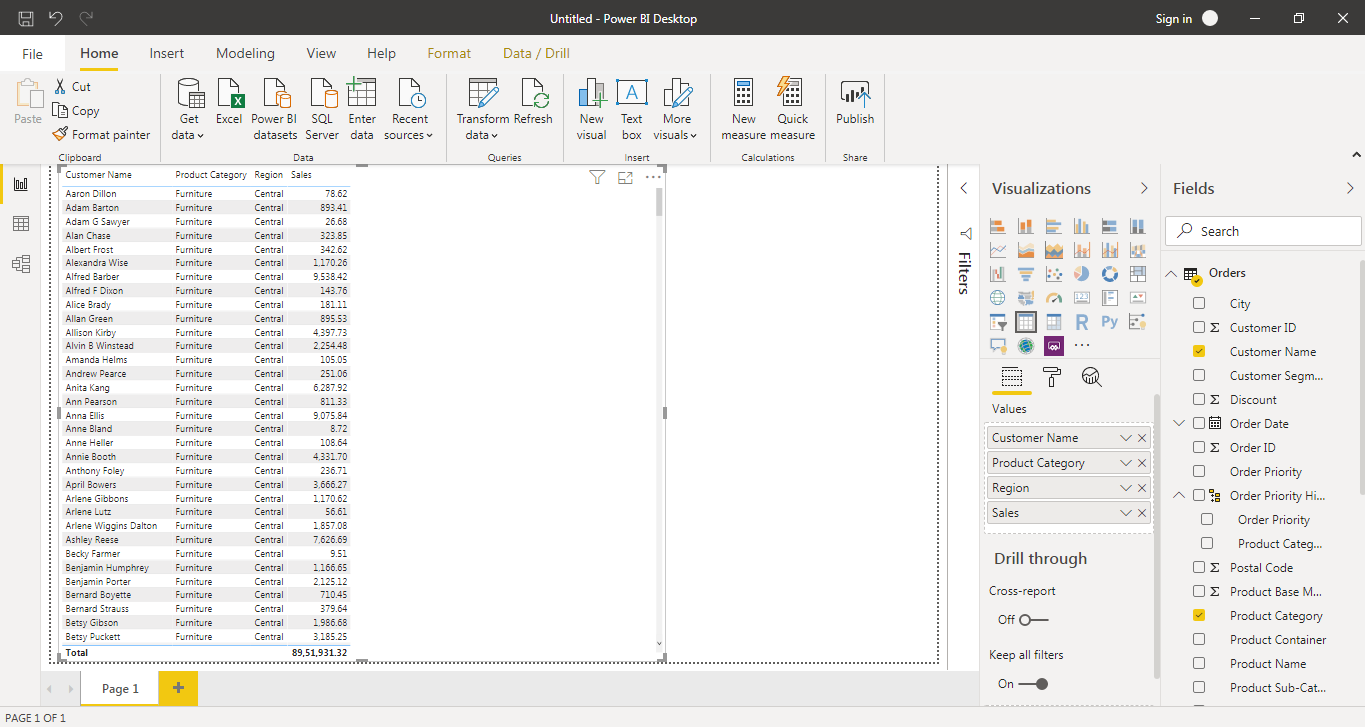 Untitled - Power BI Desktop
Sign in
File Home Insert Modeling View Help Format Data / Drill
Paste
Cut
Copy
Format painter
Clipboard
Get data
Excel
Power BI datasets
SQL Server
Enter data
Recent sources
Data
Transform data
Refresh
Queries
New visual
Text box
More visuals
Insert
New measure
Quick measure
Calculations
Publish
Share
Customer Name Product Category Region Sales
Aaron Dillon Furniture Central 78.62
Adam Barton Furniture Central 893.41
Adam G Sawyer Furniture Central 26.68
Alan Chase Furniture Central 323.85
Albert Frost Furniture Central 342.62
Alexandra Wise Furniture Central 1,170.26
Alfred Barber Furniture Central 9,538.42
Alfred F Dixon Furniture Central 143.76
Alice Brady Furniture Central 181.11
Allan Green Furniture Central 895.53
Allison Kirby Furniture Central 4,397.73
Alvin B Winstead Furniture Central 2,254.48
Amanda Helms Furniture Central 105.05
Andrew Pearce Furniture Central 251.06
Anita Kang Furniture Central 6,287.92
Ann Pearson Furniture Central 811.33
Anna Ellis Furniture Central 9,075.84
Anne Bland Furniture Central 8.72
Anne Heller Furniture Central 108.64
Annie Booth Furniture Central 4,331.70
Anthony Foley Furniture Central 236.71
April Bowers Furniture Central 3,666.27
Arlene Gibbons Furniture Central 1,170.62
Arlene Lutz Furniture Central 56.61
Arlene Wiggins Dalton Furniture Central 1,857.08
Ashley Reese Furniture Central 7,626.69
Becky Farmer Furniture Central 9.51
Benjamin Humphrey Furniture Central 1,166.65
Benjamin Porter Furniture Central 2,125.12
Bernard Boyette Furniture Central 710.45
Bernard Strauss Furniture Central 379.64
Betsy Gibson Furniture Central 1,986.68
Betsy Puckett Furniture Central 3,185.25
Total 89,51,931.32
Filters
Visualizations
R Py
123
Values
Customer Name
Product Category
Region
Sales
Drill through
Cross-report
Off
Keep all filters
On
Fields
Search
Orders
City
Σ Customer ID
Customer Name
Customer Segm...
Σ Discount
Order Date
Σ Order ID
Order Priority
Order Priority Hi...
Order Priority
Product Categ...
Σ Postal Code
Σ Product Base M...
Product Category
Product Container
Product Name
Product Sub-Cat...
Page 1
PAGE 1 OF 1